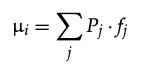 μᵢ = ∑ⱼ Pⱼ · fⱼ